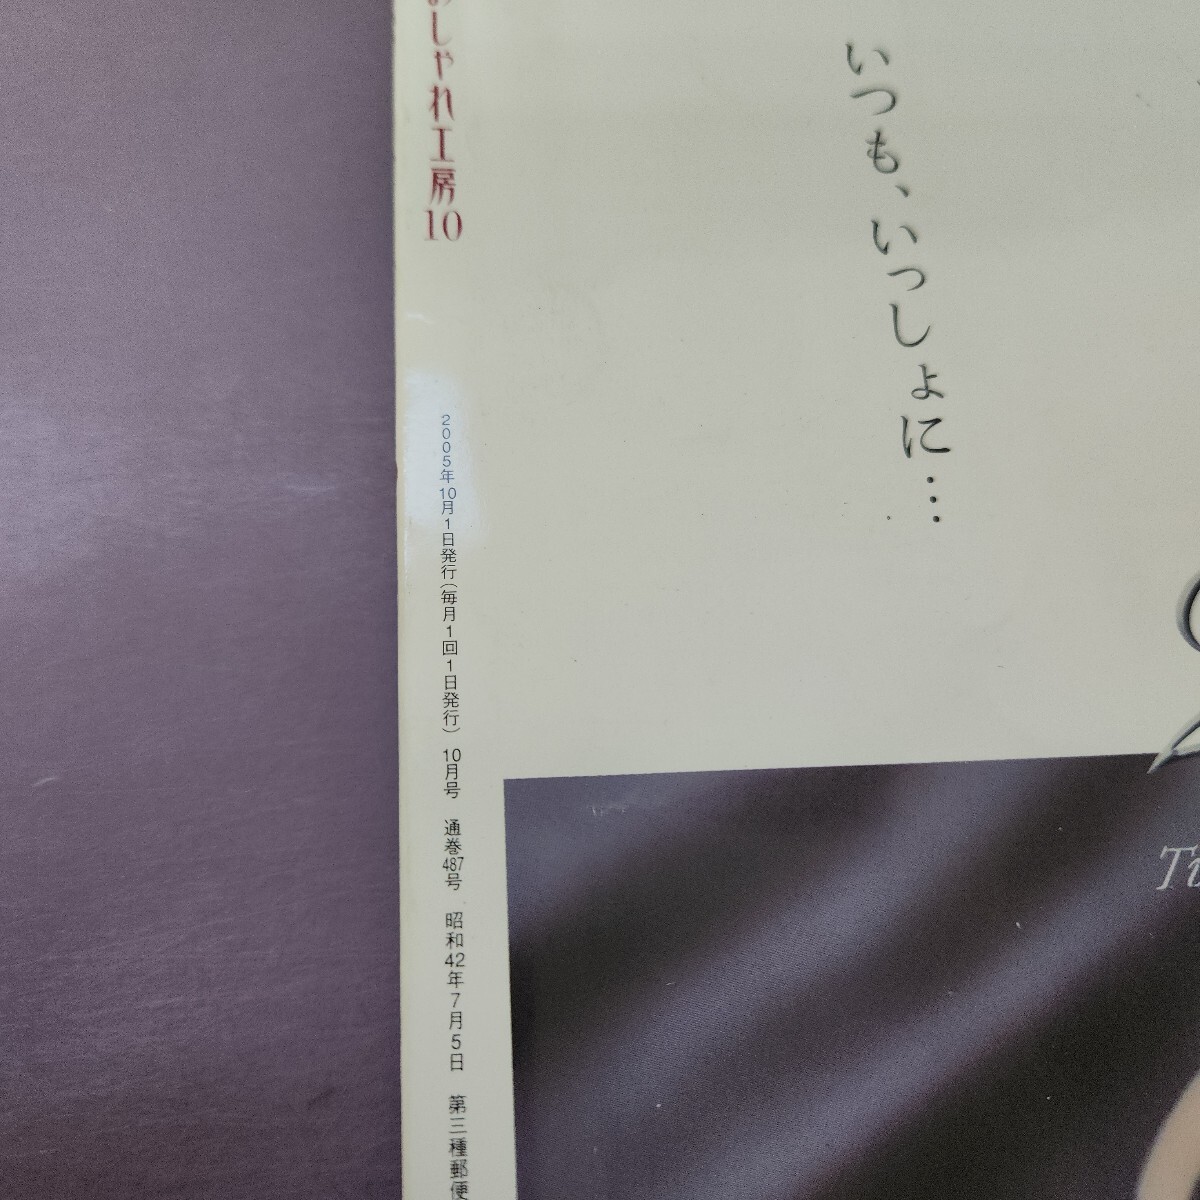 おしゃれ工房10
2005年10月1日発行(毎月1回1日発行) 10月号 通巻487号 昭和42年7月5日 第三種郵便
いつも、いっしょに…
Ti